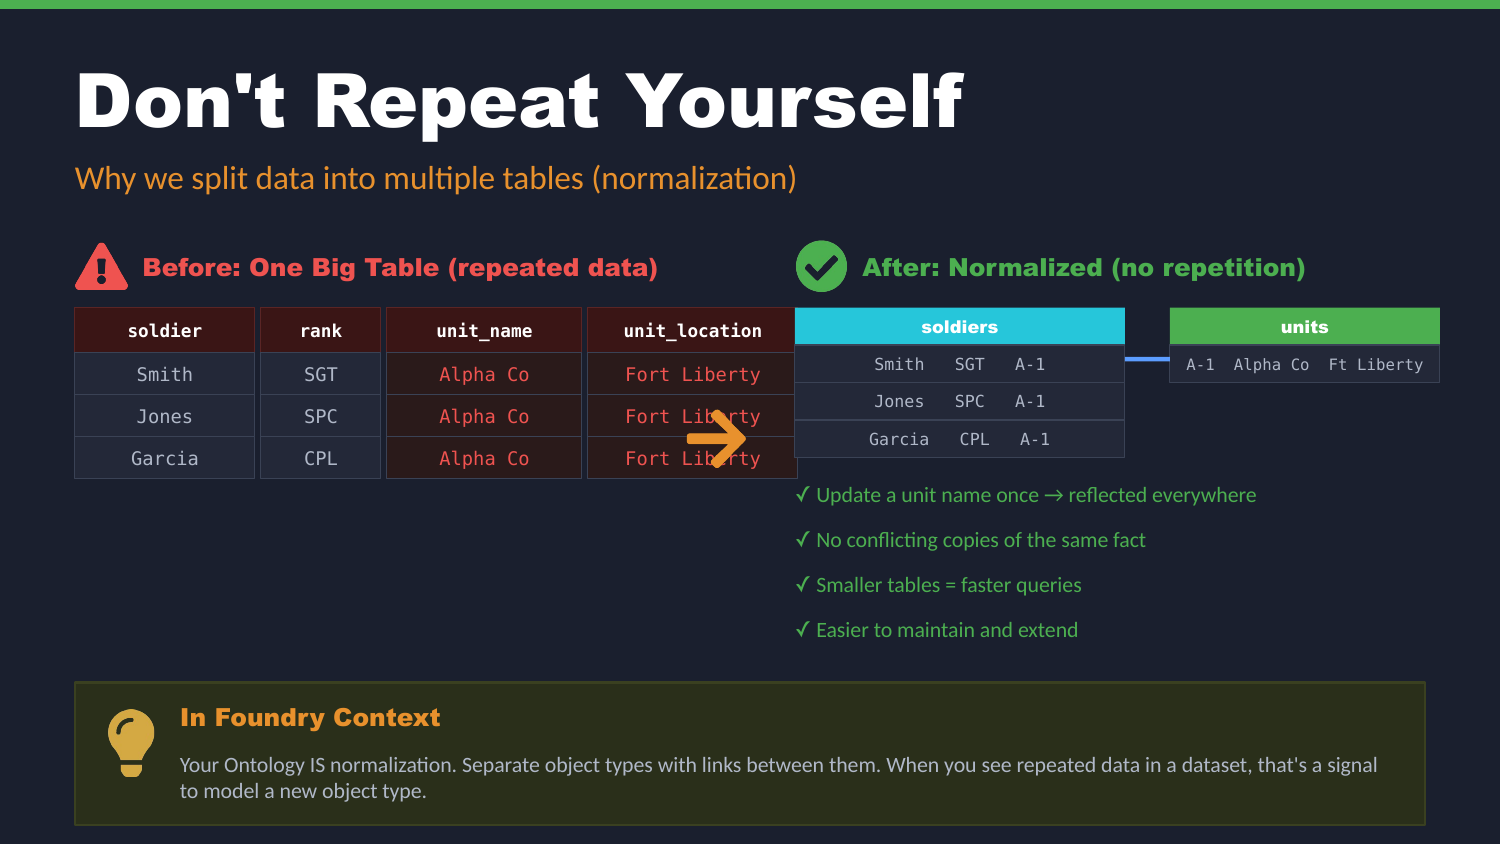 Don't Repeat Yourself
Why we split data into multiple tables (normalization)
Before: One Big Table (repeated data)
soldier rank unit_name unit_location
Smith SGT Alpha Co Fort Liberty
Jones SPC Alpha Co Fort Liberty
Garcia CPL Alpha Co Fort Liberty
After: Normalized (no repetition)
soldiers
Smith SGT A-1
Jones SPC A-1
Garcia CPL A-1
units
A-1 Alpha Co Ft Liberty
✓ Update a unit name once → reflected everywhere
✓ No conflicting copies of the same fact
✓ Smaller tables = faster queries
✓ Easier to maintain and extend
In Foundry Context
Your Ontology IS normalization. Separate object types with links between them. When you see repeated data in a dataset, that's a signal
to model a new object type.